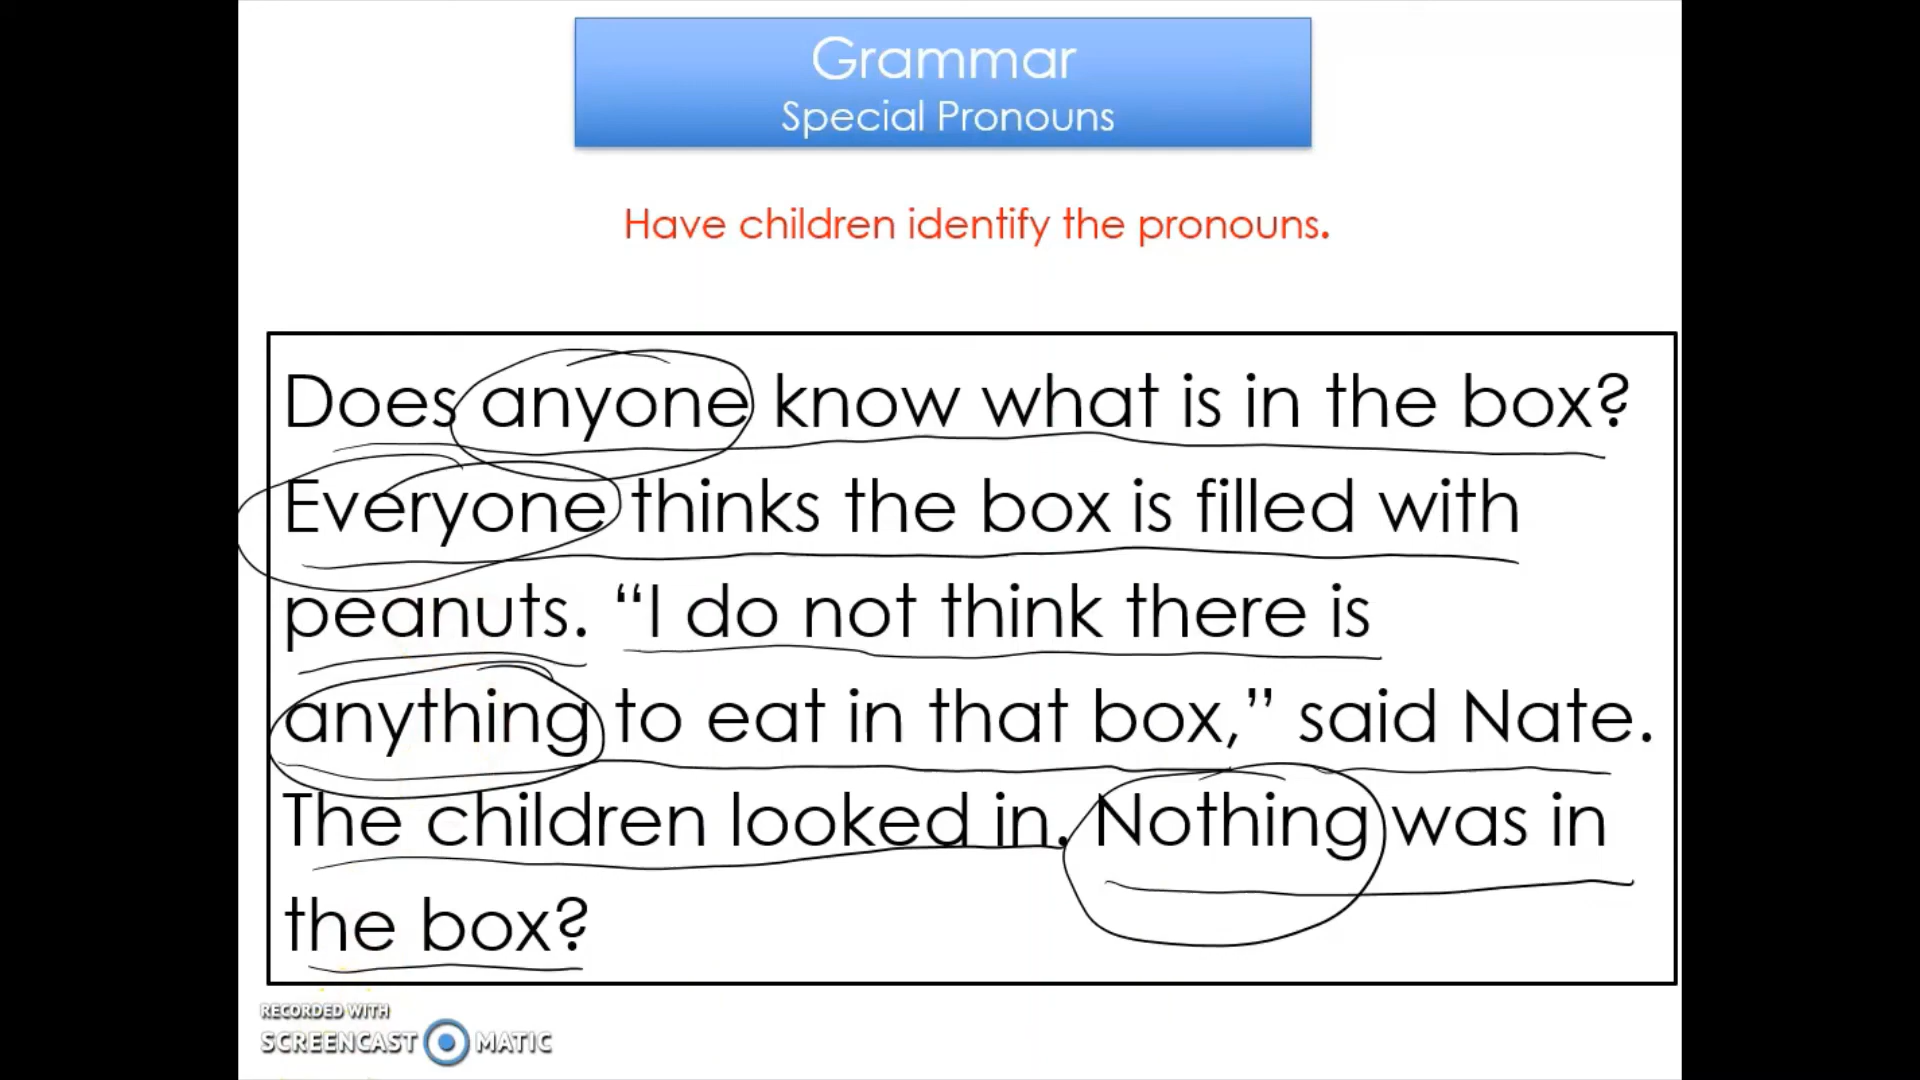 Grammar
Special Pronouns
Have children identify the pronouns.
Does anyone know what is in the box?
Everyone thinks the box is filled with
peanuts. “I do not think there is
anything to eat in that box,” said Nate.
The children looked in. Nothing was in
the box?
RECORDED WITH
SCREENCAST MATIC